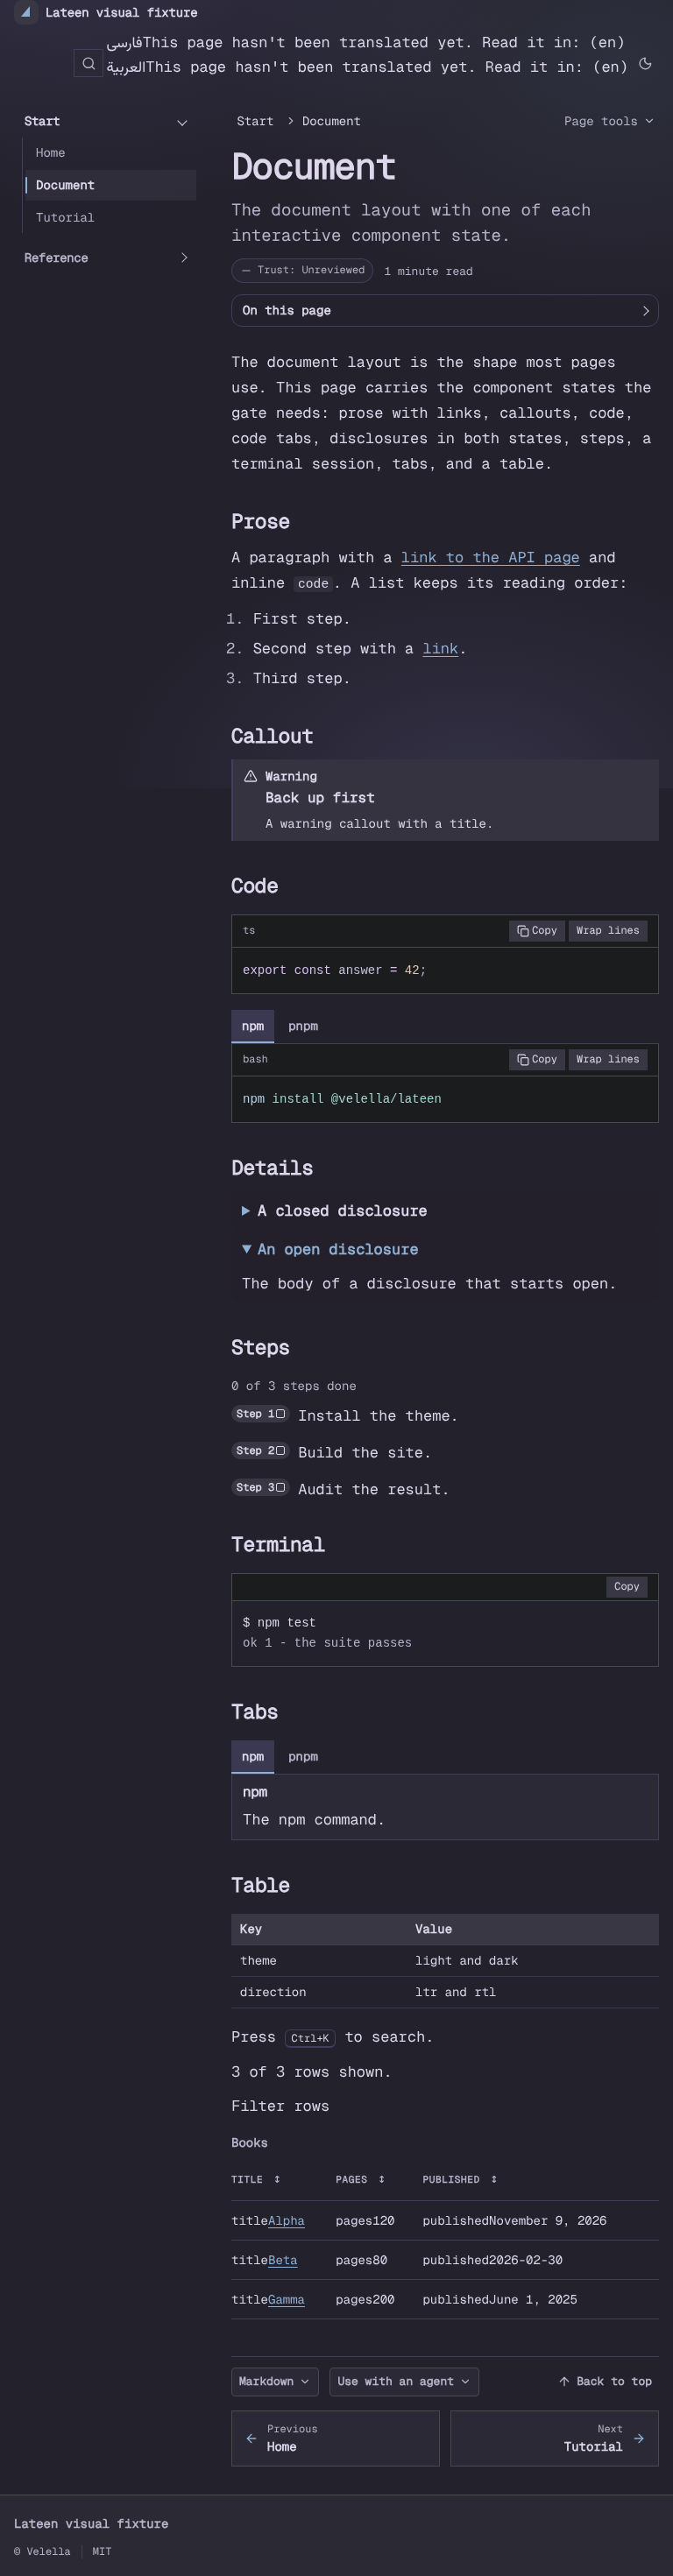 Lateen visual fixture
فارسیThis page hasn't been translated yet. Read it in: (en)
العربيةThis page hasn't been translated yet. Read it in: (en)
Start
Home
Document
Tutorial
Reference
Start
Document
Page tools
Document
The document layout with one of each
interactive component state.
Trust: Unreviewed
1 minute read
On this page
The document layout is the shape most pages
use. This page carries the component states the
gate needs: prose with links, callouts, code,
code tabs, disclosures in both states, steps, a
terminal session, tabs, and a table.
Prose
A paragraph with a link to the API page and
inline code. A list keeps its reading order:
1. First step.
2. Second step with a link.
3. Third step.
Callout
Warning
Back up first
A warning callout with a title.
Code
ts
Copy
Wrap lines
export const answer = 42;
npm pnpm
bash
Copy
Wrap lines
npm install @velella/lateen
Details
A closed disclosure
An open disclosure
The body of a disclosure that starts open.
Steps
0 of 3 steps done
Step 1 Install the theme.
Step 2 Build the site.
Step 3 Audit the result.
Terminal
Copy
$ npm test
ok 1 - the suite passes
Tabs
npm pnpm
npm
The npm command.
Table
Key Value
theme light and dark
direction ltr and rtl
Press Ctrl+K to search.
3 of 3 rows shown.
Filter rows
Books
TITLE ↕ PAGES ↕ PUBLISHED ↕
titleAlpha pages120 publishedNovember 9, 2026
titleBeta pages80 published2026-02-30
titleGamma pages200 publishedJune 1, 2025
Markdown
Use with an agent
Back to top
Previous
Home
Next
Tutorial
Lateen visual fixture
© Velella
MIT